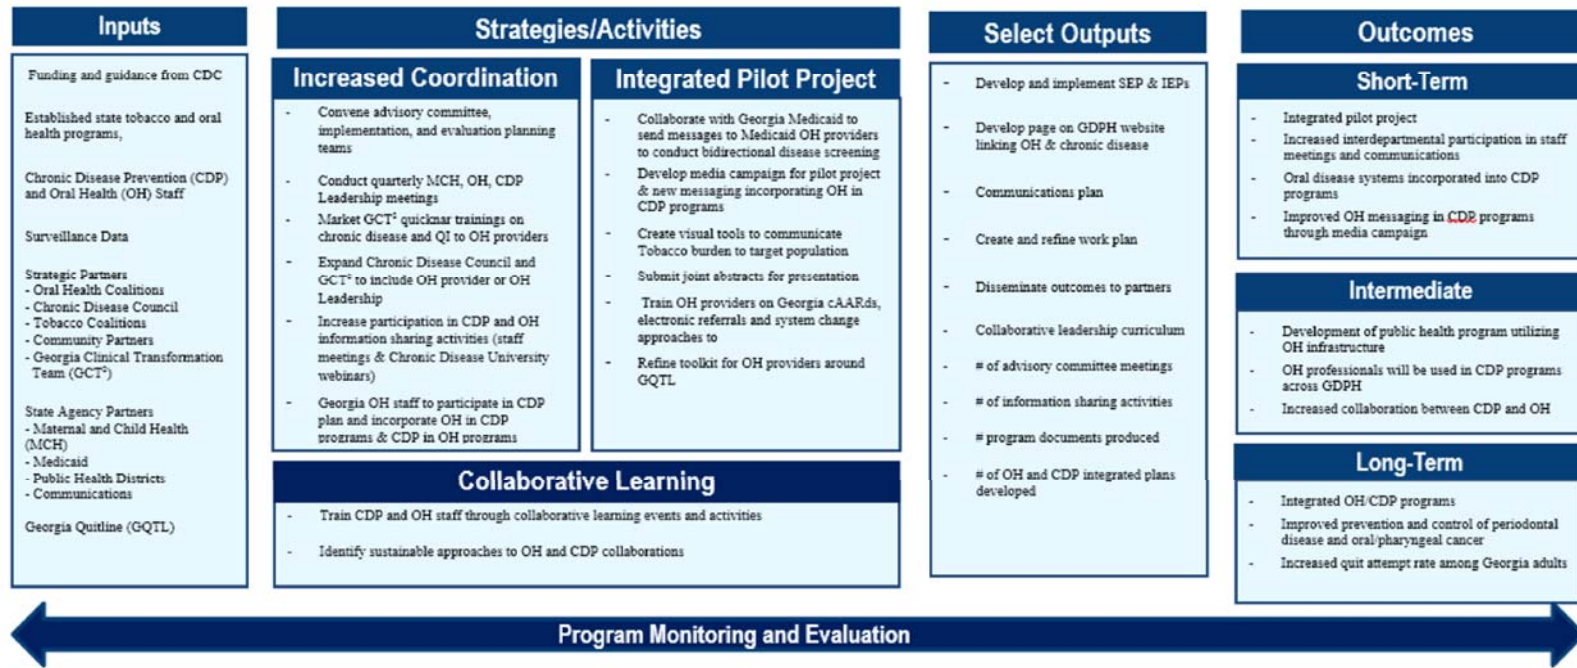 Inputs
Funding and guidance from CDC
Established state tobacco and oral
health programs,
Chronic Disease Prevention (CDP)
and Oral Health (OH) Staff
Surveillance Data
Strategic Partners
- Oral Health Coalitions
- Chronic Disease Council
- Tobacco Coalitions
- Community Partners
- Georgia Clinical Transformation
Team (GCT²)
State Agency Partners
- Maternal and Child Health
(MCH)
- Medicaid
- Public Health Districts
- Communications
Georgia Quitline (GQTL)
Strategies/Activities
Increased Coordination
- Convene advisory committee,
implementation, and evaluation planning
teams
- Conduct quarterly MCH, OH, CDP
Leadership meetings
- Market GCT² quicknar trainings on
chronic disease and QI to OH providers
- Expand Chronic Disease Council and
GCT² to include OH provider or OH
Leadership
- Increase participation in CDP and OH
information sharing activities (staff
meetings & Chronic Disease University
webinars)
- Georgia OH staff to participate in CDP
plan and incorporate OH in CDP
programs & CDP in OH programs
Integrated Pilot Project
- Collaborate with Georgia Medicaid to
send messages to Medicaid OH providers
to conduct bidirectional disease screening
- Develop media campaign for pilot project
& new messaging incorporating OH in
CDP programs
- Create visual tools to communicate
Tobacco burden to target population
- Submit joint abstracts for presentation
- Train OH providers on Georgia cAARds,
electronic referrals and system change
approaches to
- Refine toolkit for OH providers around
GQTL
Collaborative Learning
- Train CDP and OH staff through collaborative learning events and activities
- Identify sustainable approaches to OH and CDP collaborations
Select Outputs
- Develop and implement SEP & IEPs
- Develop page on GDPH website
linking OH & chronic disease
- Communications plan
- Create and refine work plan
- Disseminate outcomes to partners
- Collaborative leadership curriculum
- # of advisory committee meetings
- # of information sharing activities
- # program documents produced
- # of OH and CDP integrated plans
developed
Outcomes
Short-Term
- Integrated pilot project
- Increased interdepartmental participation in staff
meetings and communications
- Oral disease systems incorporated into CDP
programs
- Improved OH messaging in CDP programs
through media campaign
Intermediate
- Development of public health program utilizing
OH infrastructure
- OH professionals will be used in CDP programs
across GDPH
- Increased collaboration between CDP and OH
Long-Term
- Integrated OH/CDP programs
- Improved prevention and control of periodontal
disease and oral/pharyngeal cancer
- Increased quit attempt rate among Georgia adults
Program Monitoring and Evaluation